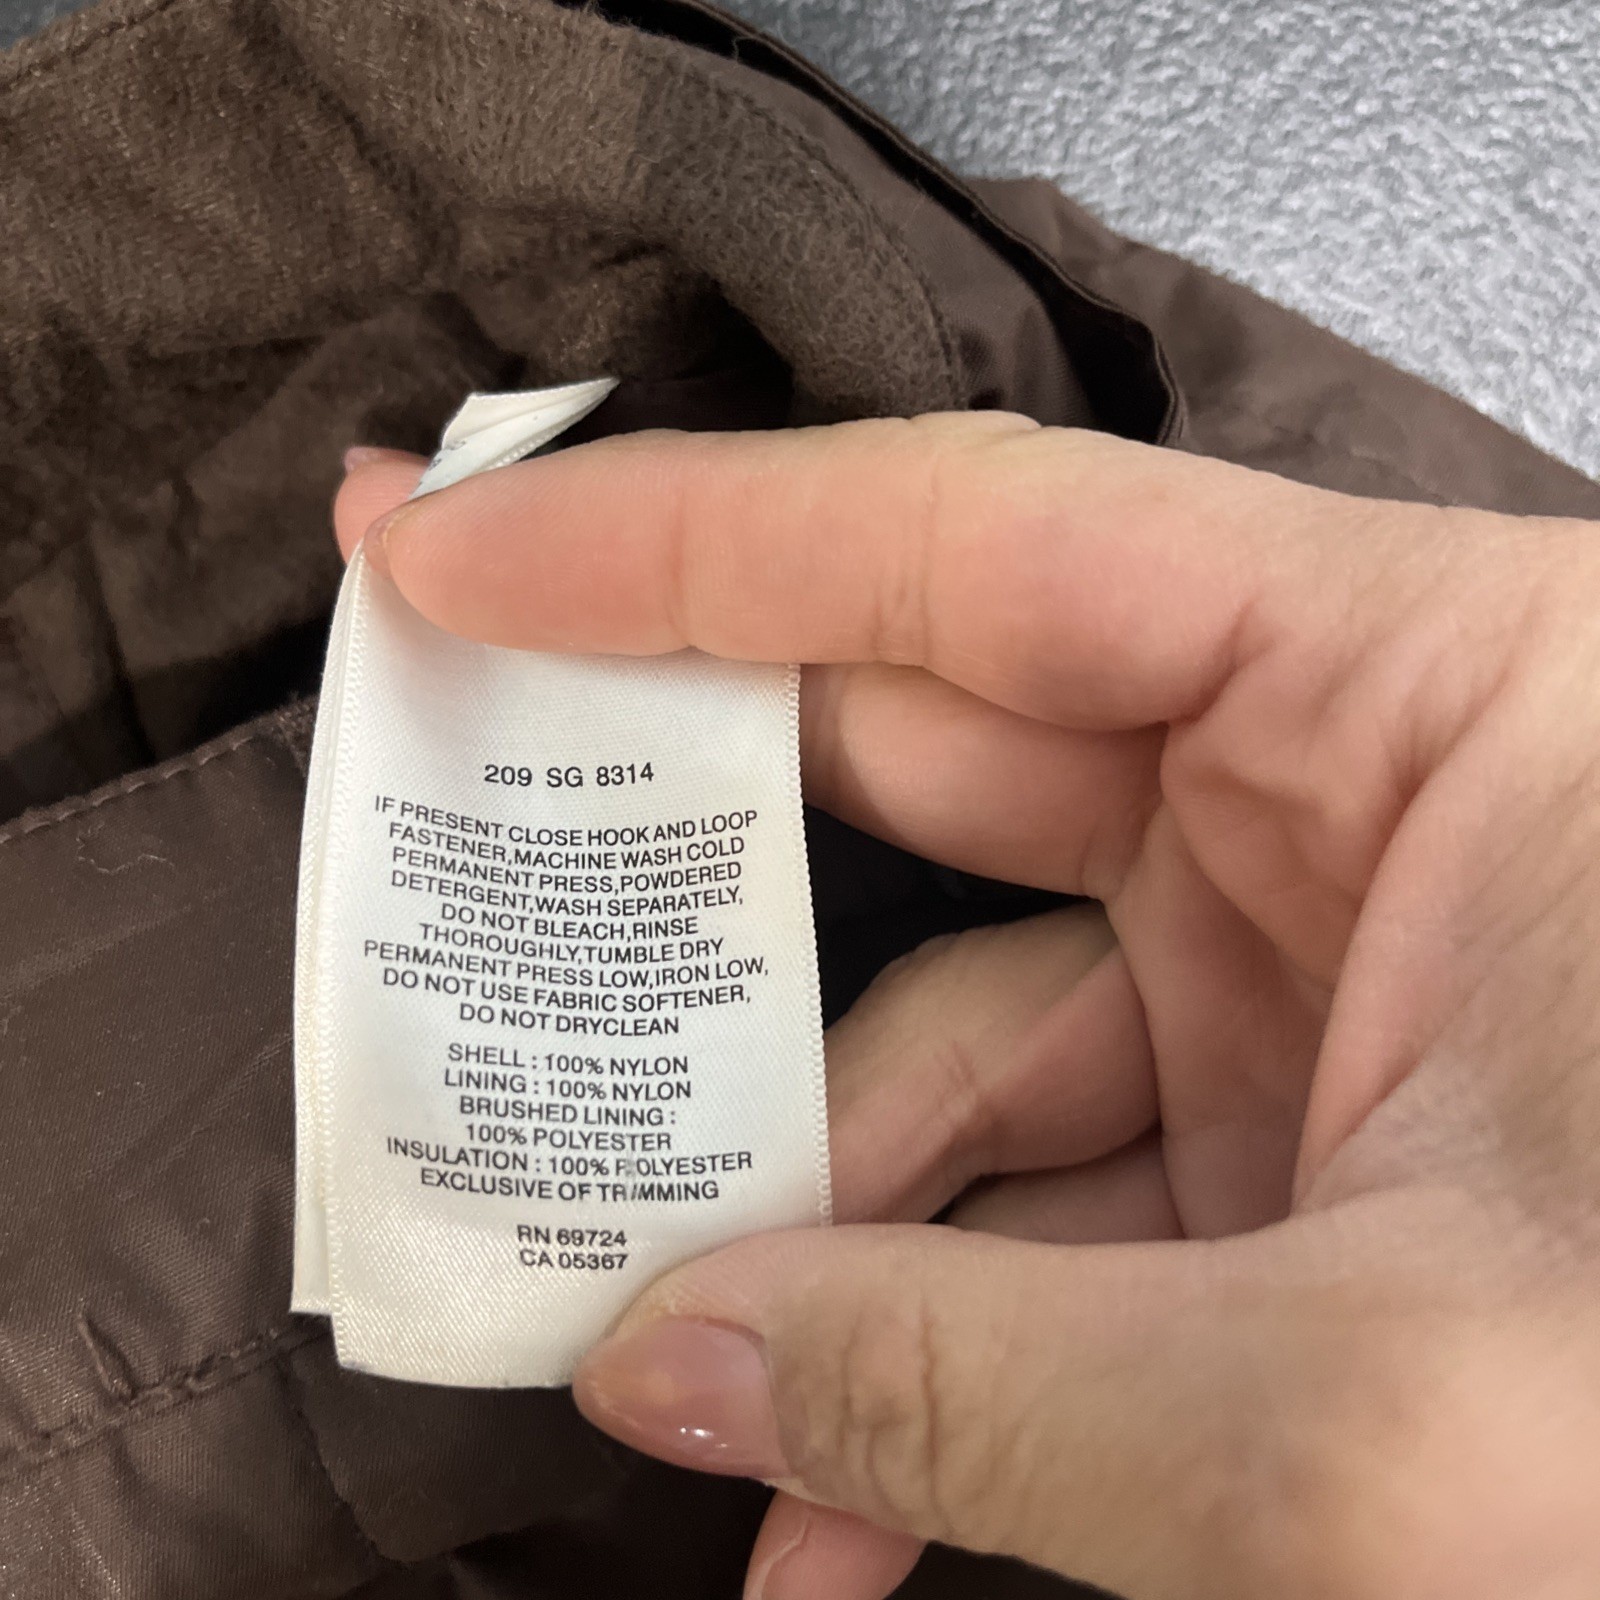 209 SG 8314
IF PRESENT CLOSE HOOK AND LOOP
FASTENER,MACHINE WASH COLD
PERMANENT PRESS,POWDERED
DETERGENT,WASH SEPARATELY,
DO NOT BLEACH,RINSE
THOROUGHLY,TUMBLE DRY
PERMANENT PRESS LOW,IRON LOW,
DO NOT USE FABRIC SOFTENER,
DO NOT DRYCLEAN
SHELL : 100% NYLON
LINING : 100% NYLON
BRUSHED LINING :
100% POLYESTER
INSULATION : 100% POLYESTER
EXCLUSIVE OF TRIMMING
RN 69724
CA 05367